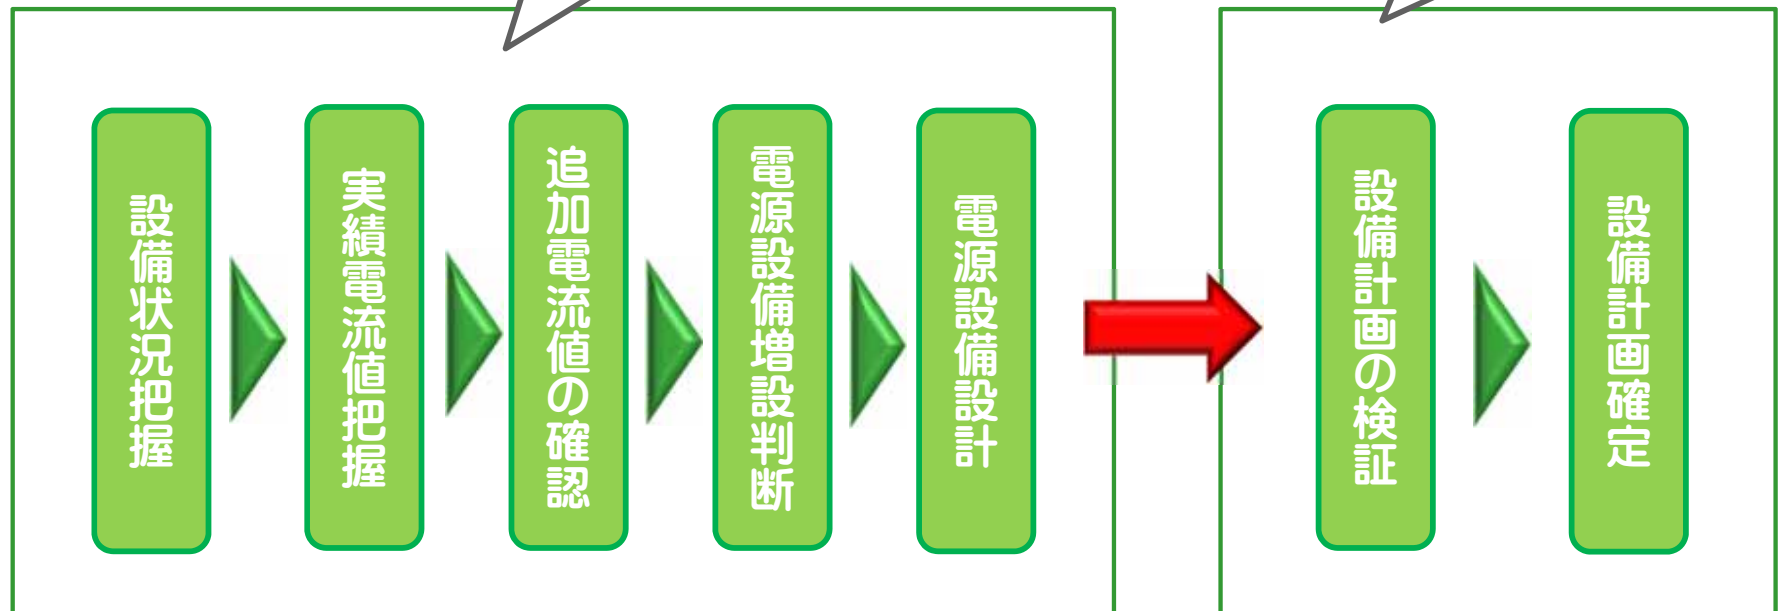 設備状況把握
実績電流値把握
追加電流値の確認
電源設備増設判断
電源設備設計
設備計画の検証
設備計画確定